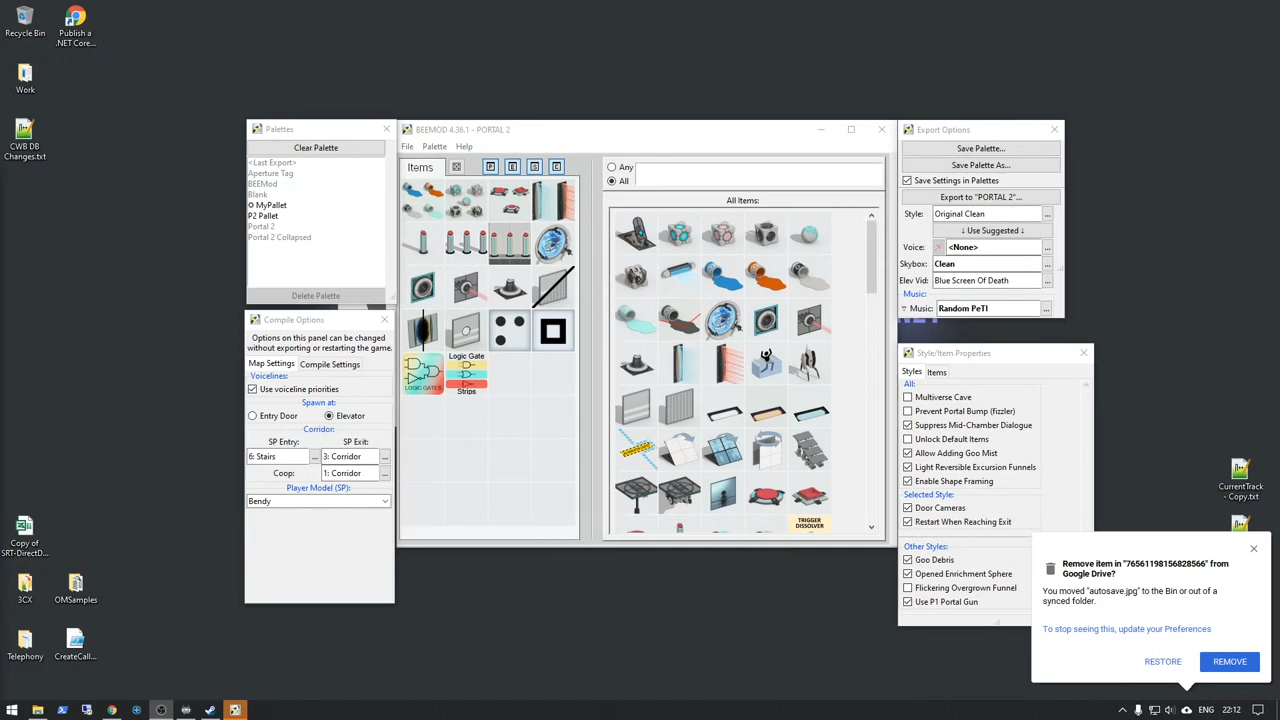 Recycle Bin
Publish a
.NET Core...
Work
CWB DB
Changes.txt
Copy of
SRT-DirectD...
3CX
OMSamples
Telephony
CreateCall...
CurrentTrack
- Copy.txt
Palettes
Clear Palette
<Last Export>
Aperture Tag
BEEMod
Blank
MyPallet
P2 Pallet
Portal 2
Portal 2 Collapsed
Delete Palette
Compile Options
Options on this panel can be changed
without exporting or restarting the game.
Map Settings
Compile Settings
Voicelines:
Use voiceline priorities
Spawn at:
Entry Door
Elevator
Corridor:
SP Entry:
SP Exit:
6: Stairs
...
3: Corridor
...
Coop:
1: Corridor
...
Player Model (SP):
Bendy
BEEMOD 4.36.1 - PORTAL 2
File
Palette
Help
Items
P
E
S
C
LOGIC GATES
Logic Gate
Strips
Any
All
All Items:
TRIGGER
DISSOLVER
Export Options
Save Palette...
Save Palette As...
Save Settings in Palettes
Export to "PORTAL 2"...
Style:
Original Clean
...
↓ Use Suggested ↓
Voice:
<None>
...
Skybox:
Clean
...
Elev Vid:
Blue Screen Of Death
...
Music:
Music:
Random PeTI
...
Style/Item Properties
Styles
Items
All:
Multiverse Cave
Prevent Portal Bump (fizzler)
Suppress Mid-Chamber Dialogue
Unlock Default Items
Allow Adding Goo Mist
Light Reversible Excursion Funnels
Enable Shape Framing
Selected Style:
Door Cameras
Restart When Reaching Exit
Other Styles:
Goo Debris
Opened Enrichment Sphere
Flickering Overgrown Funnel
Use P1 Portal Gun
Remove item in "76561198156828566" from
Google Drive?
You moved "autosave.jpg" to the Bin or out of a
synced folder.
To stop seeing this, update your Preferences
RESTORE
REMOVE
ENG
22:12